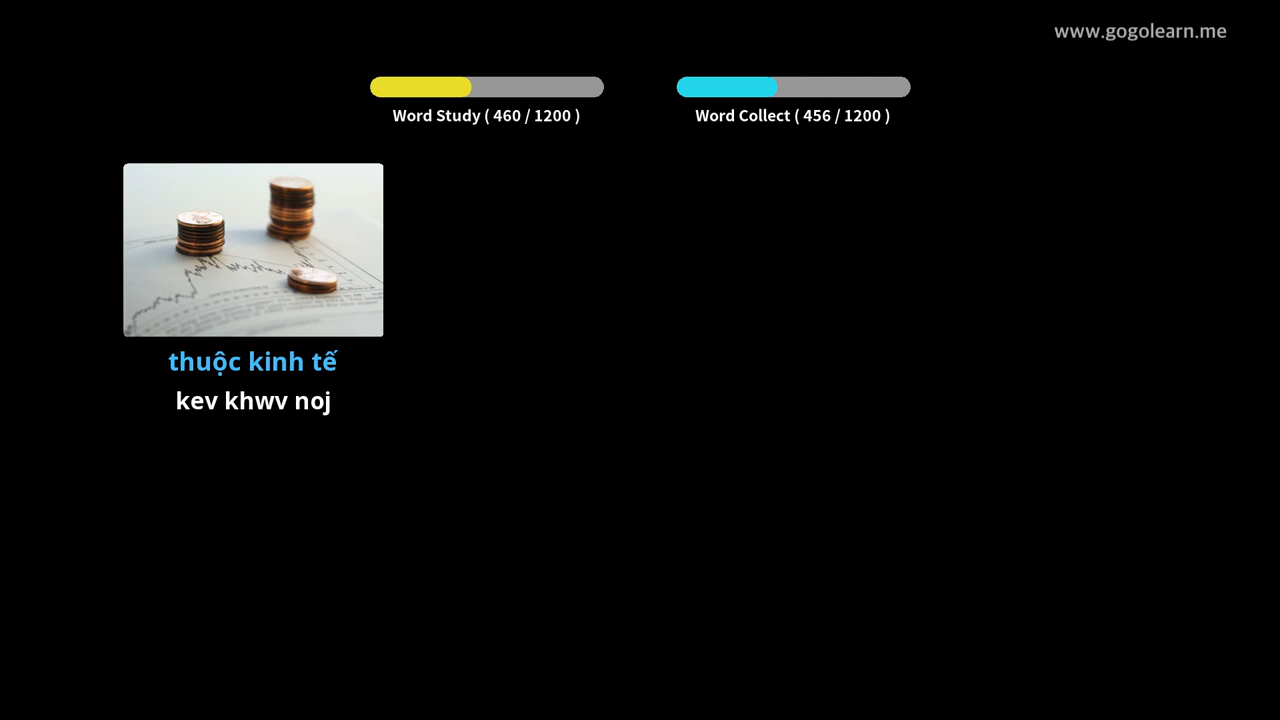 www.gogolearn.me
Word Study ( 460 / 1200 )
Word Collect ( 456 / 1200 )
thuộc kinh tế
kev khwv noj